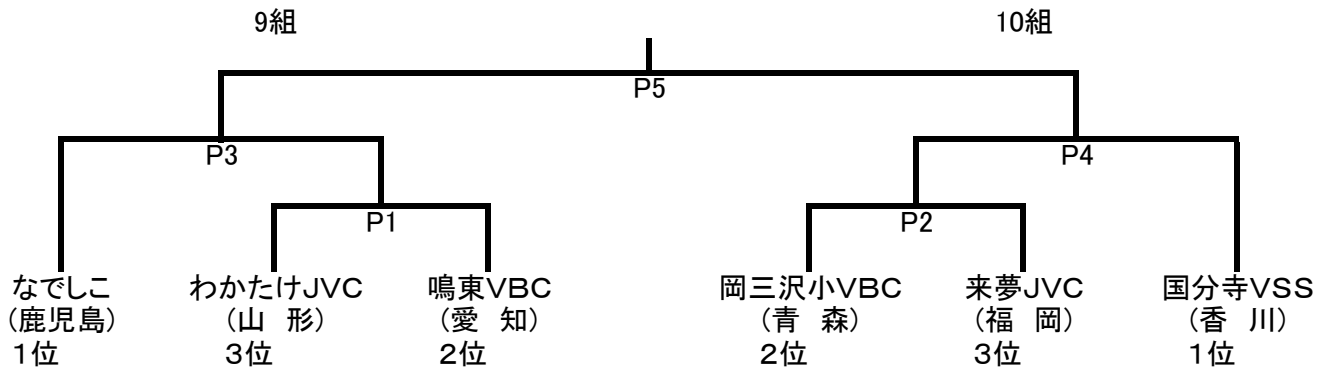 9組 10組
P5
P3 P4
P1 P2
なでしこ わかたけJVC 鳴東VBC 岡三沢小VBC 来夢JVC 国分寺VSS
(鹿児島) (山 形) (愛 知) (青 森) (福 岡) (香 川)
1位 3位 2位 2位 3位 1位